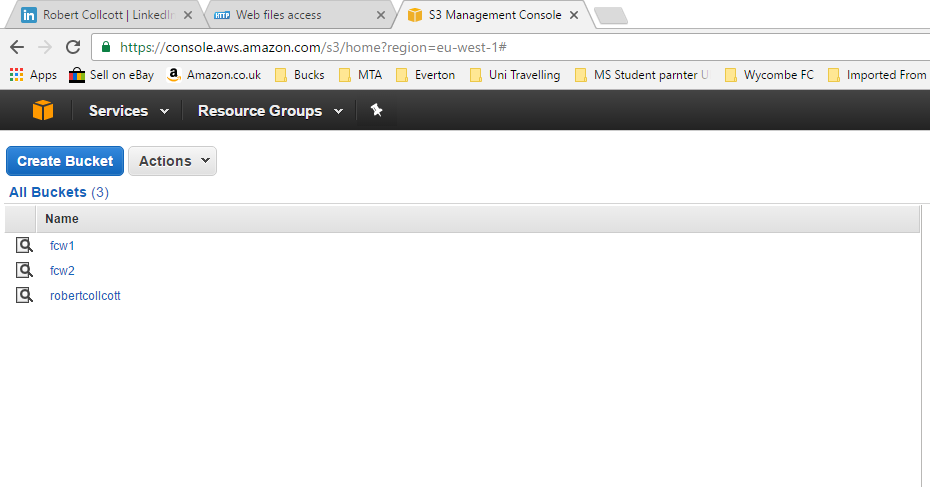 Robert Collcott | LinkedIn Web files access S3 Management Console
https://console.aws.amazon.com/s3/home?region=eu-west-1#
Apps Sell on eBay Amazon.co.uk Bucks MTA Everton Uni Travelling MS Student parnter U Wycombe FC Imported From
Services Resource Groups
Create Bucket Actions
All Buckets (3)
Name
fcw1
fcw2
robertcollcott